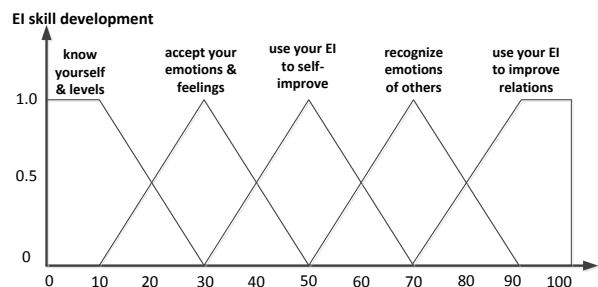 EI skill development
know
yourself
& levels
accept your
emotions &
feelings
use your EI
to self-
improve
recognize
emotions
of others
use your EI
to improve
relations
1.0
0.5
0
0 10 20 30 40 50 60 70 80 90 100